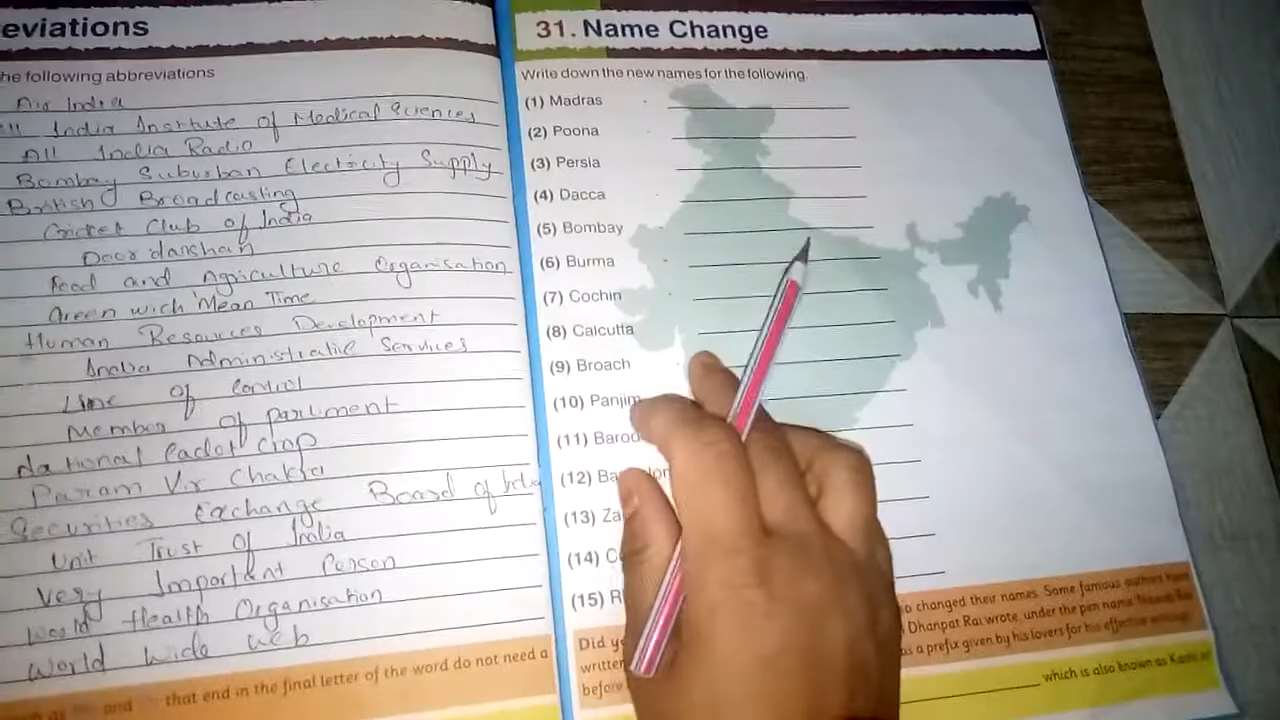 eviations
he following abbreviations
Air India
ll India Institute of Medical Sciences
All India Radio
Bombay Suburban Electricity Supply
British Broadcasting
Cricket Club of India
Door darshan
Food and Agriculture Organisation
Green wich Mean Time
Human Resources Development
India Administrative Services
Line of Control
Member of parliment
National Cadet Crop
Param Vir Chakra
Securities Exchange Board of India
Unit Trust Of India
Very Important Person
World Health Organisation
World Wide Web
and that end in the final letter of the word do not need a
31. Name Change
Write down the new names for the following.
(1) Madras
(2) Poona
(3) Persia
(4) Dacca
(5) Bombay
(6) Burma
(7) Cochin
(8) Calcutta
(9) Broach
(10) Panjim
(11) Barod
(12) Ba
(13) Za
(14) C
(15) R
Did y
o changed their names. Some famous authors
written
Dhanpat Rai wrote, under the pen name
before
as a prefix given by his lovers for his effective
which is also known as